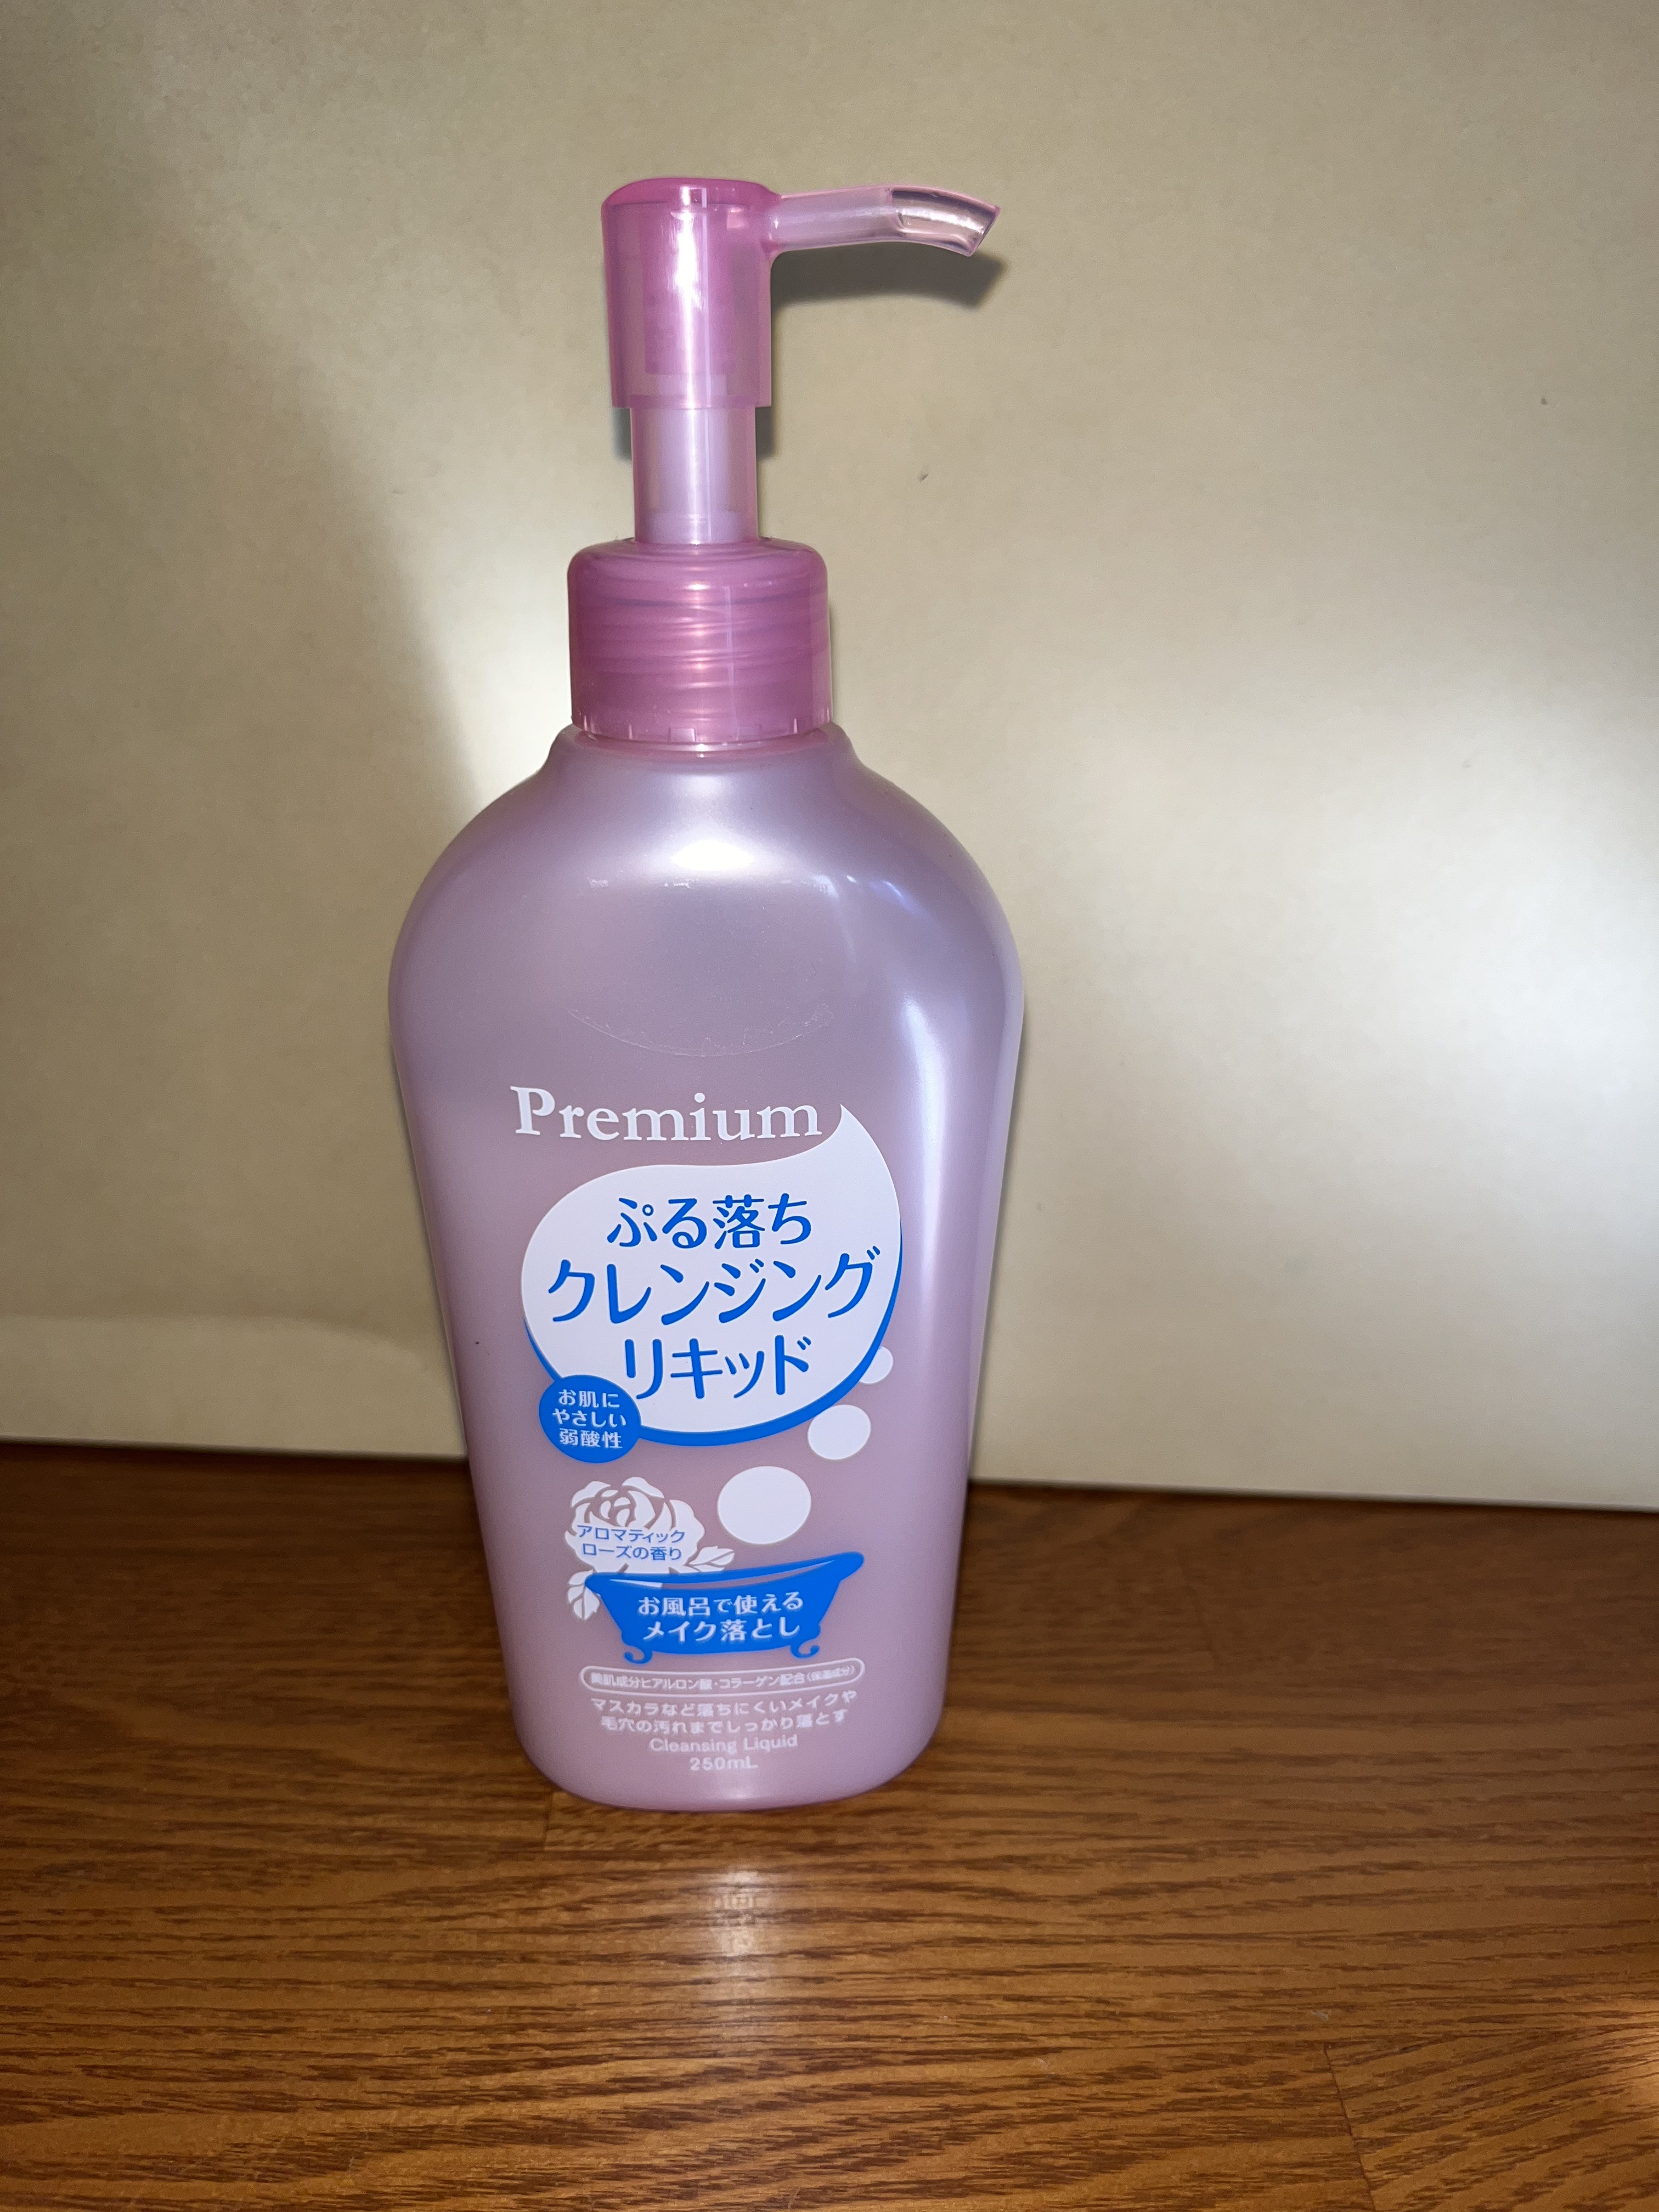 Premium
ぷる落ち
クレンジング
リキッド
お肌に
やさしい
弱酸性
アロマティック
ローズの香り
お風呂で使える
メイク落とし
美肌成分ヒアルロン酸・コラーゲン配合(保湿成分)
マスカラなど落ちにくいメイクや
毛穴の汚れまでしっかり落とす
Cleansing Liquid
250mL